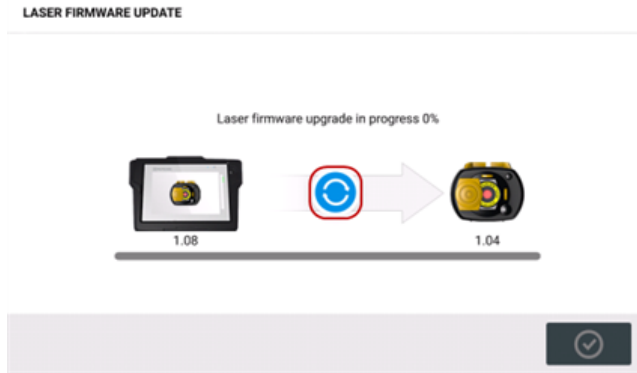 LASER FIRMWARE UPDATE
Laser firmware upgrade in progress 0%
1.08
1.04